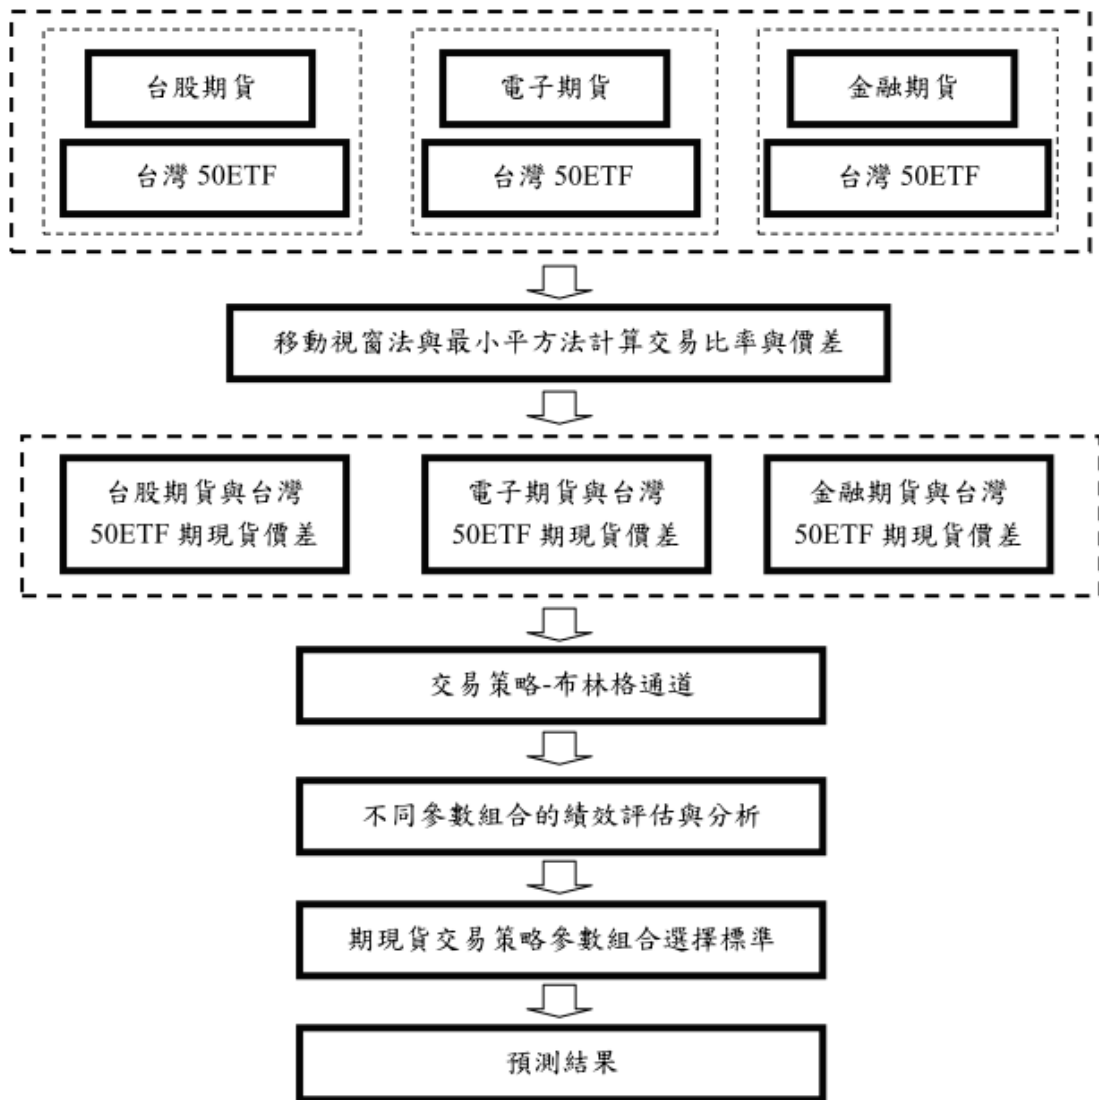 台股期貨
電子期貨
金融期貨
台灣 50ETF
台灣 50ETF
台灣 50ETF
移動視窗法與最小平方法計算交易比率與價差
台股期貨與台灣
50ETF 期現貨價差
電子期貨與台灣
50ETF 期現貨價差
金融期貨與台灣
50ETF 期現貨價差
交易策略-布林格通道
不同參數組合的績效評估與分析
期現貨交易策略參數組合選擇標準
預測結果